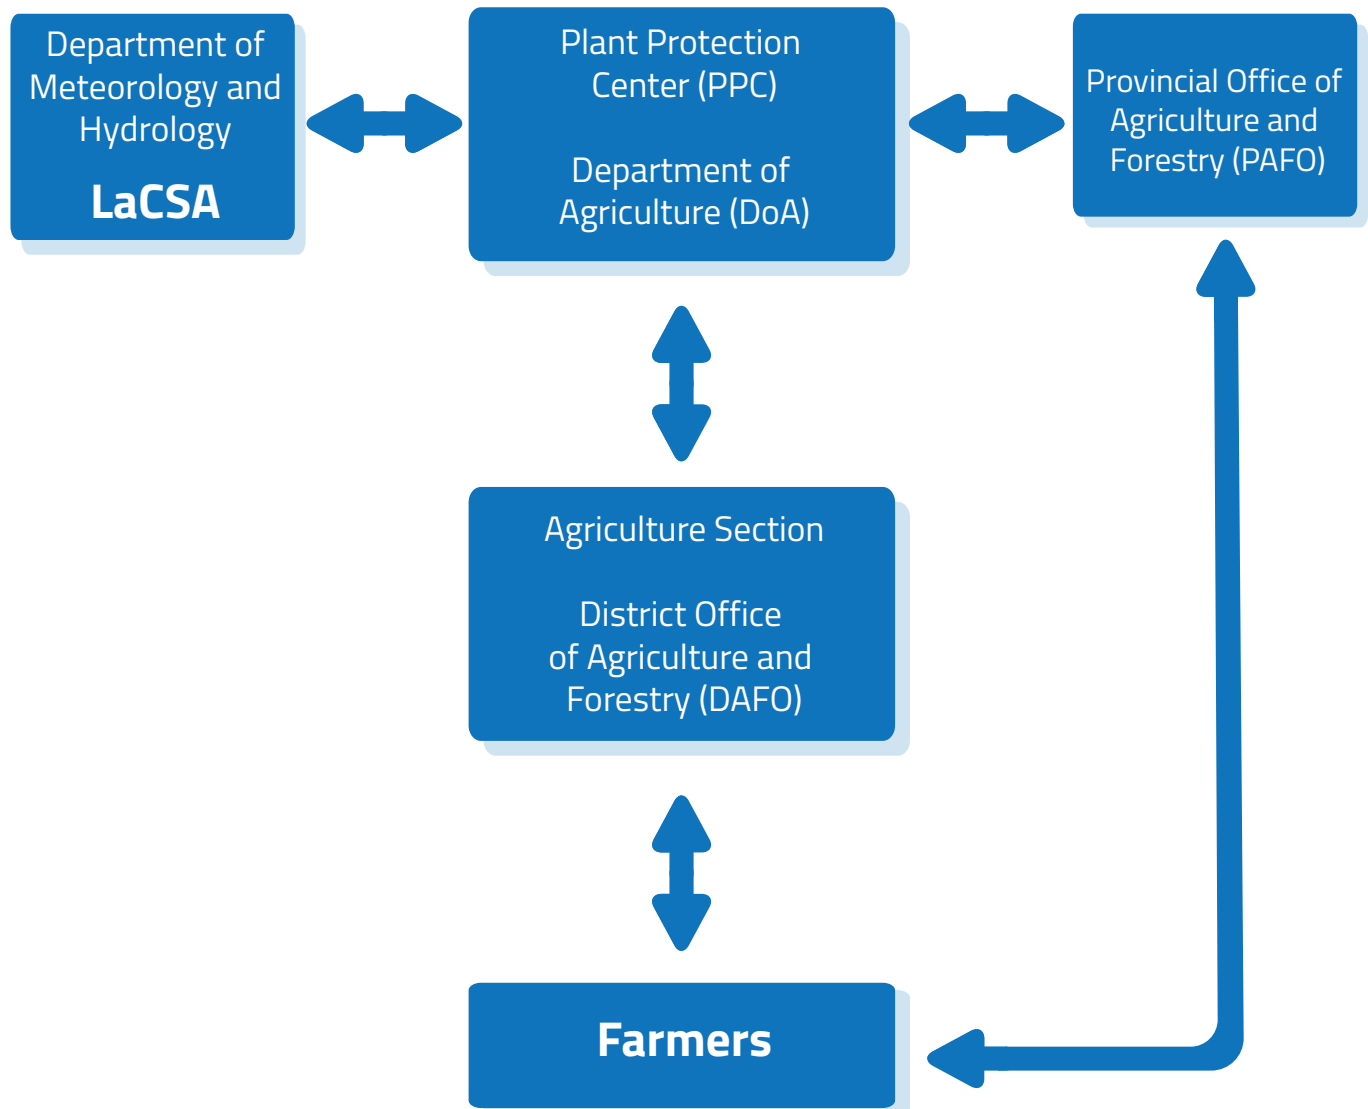 Department of
Meteorology and
Hydrology
LaCSA
Plant Protection
Center (PPC)
Department of
Agriculture (DoA)
Provincial Office of
Agriculture and
Forestry (PAFO)
Agriculture Section
District Office
of Agriculture and
Forestry (DAFO)
Farmers